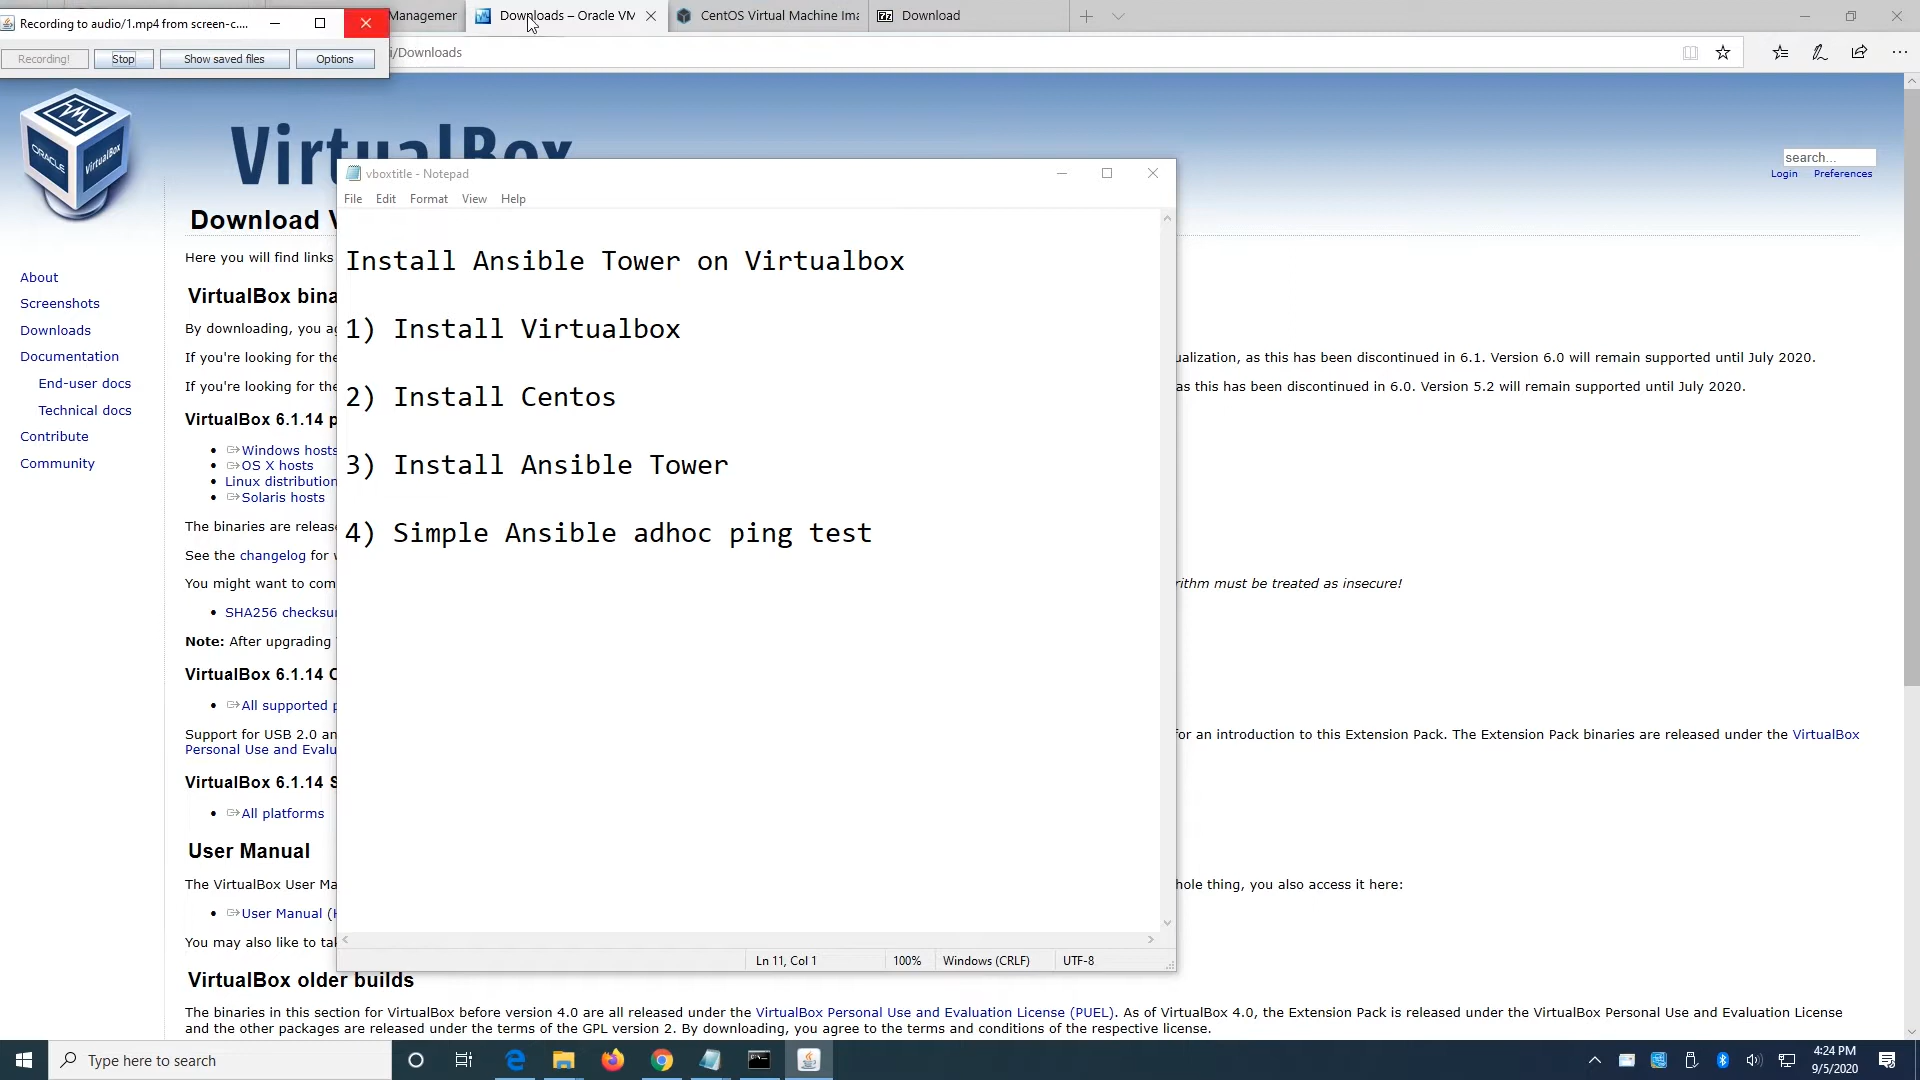 Recording to audio/1.mp4 from screen-c....
Recording!
Stop
Show saved files
Options
Downloads – Oracle VM
CentOS Virtual Machine Ima
Download
i/Downloads
ORACLE
VirtualBox
VirtualBox
search...
Login
Preferences
About
Screenshots
Downloads
Documentation
End-user docs
Technical docs
Contribute
Community
Download V
Here you will find links
VirtualBox bina
By downloading, you ag
If you're looking for the
ualization, as this has been discontinued in 6.1. Version 6.0 will remain supported until July 2020.
If you're looking for the
as this has been discontinued in 6.0. Version 5.2 will remain supported until July 2020.
VirtualBox 6.1.14 p
Windows hosts
OS X hosts
Linux distribution
Solaris hosts
The binaries are releas
See the changelog for w
You might want to com
rithm must be treated as insecure!
SHA256 checksu
Note: After upgrading
VirtualBox 6.1.14
All supported p
Support for USB 2.0 an
for an introduction to this Extension Pack. The Extension Pack binaries are released under the VirtualBox
Personal Use and Evalu
VirtualBox 6.1.14 S
All platforms
User Manual
The VirtualBox User Ma
hole thing, you also access it here:
User Manual (H
You may also like to tak
VirtualBox older builds
The binaries in this section for VirtualBox before version 4.0 are all released under the VirtualBox Personal Use and Evaluation License (PUEL). As of VirtualBox 4.0, the Extension Pack is released under the VirtualBox Personal Use and Evaluation License
and the other packages are released under the terms of the GPL version 2. By downloading, you agree to the terms and conditions of the respective license.
vboxtitle - Notepad
File Edit Format View Help
Install Ansible Tower on Virtualbox
1) Install Virtualbox
2) Install Centos
3) Install Ansible Tower
4) Simple Ansible adhoc ping test
Ln 11, Col 1
100%
Windows (CRLF)
UTF-8
Type here to search
4:24 PM
9/5/2020